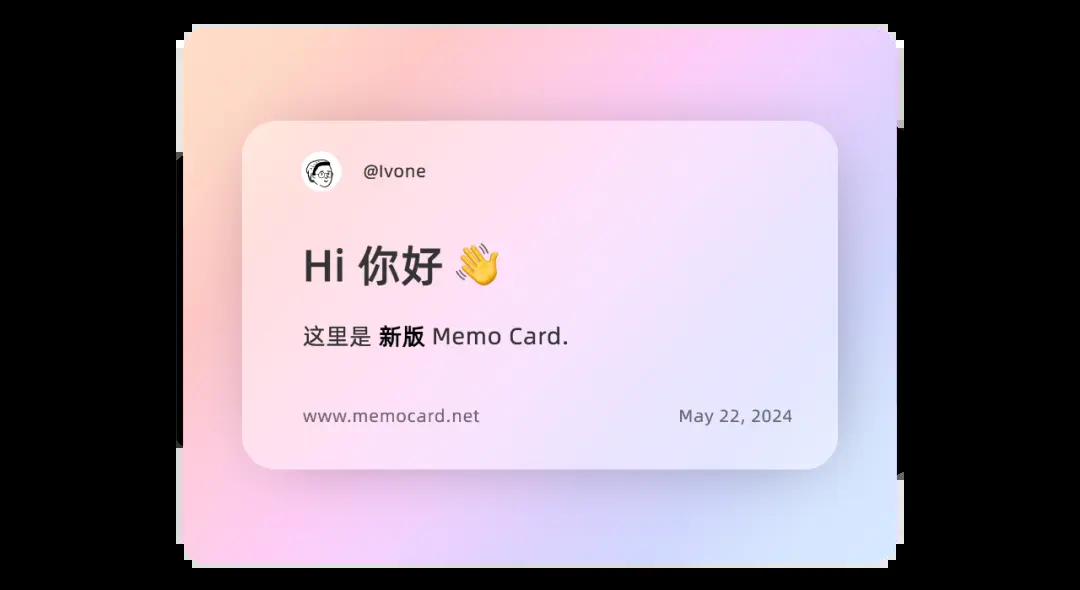 @Ivone
Hi 你好 👋
这里是 新版 Memo Card.
www.memocard.net
May 22, 2024